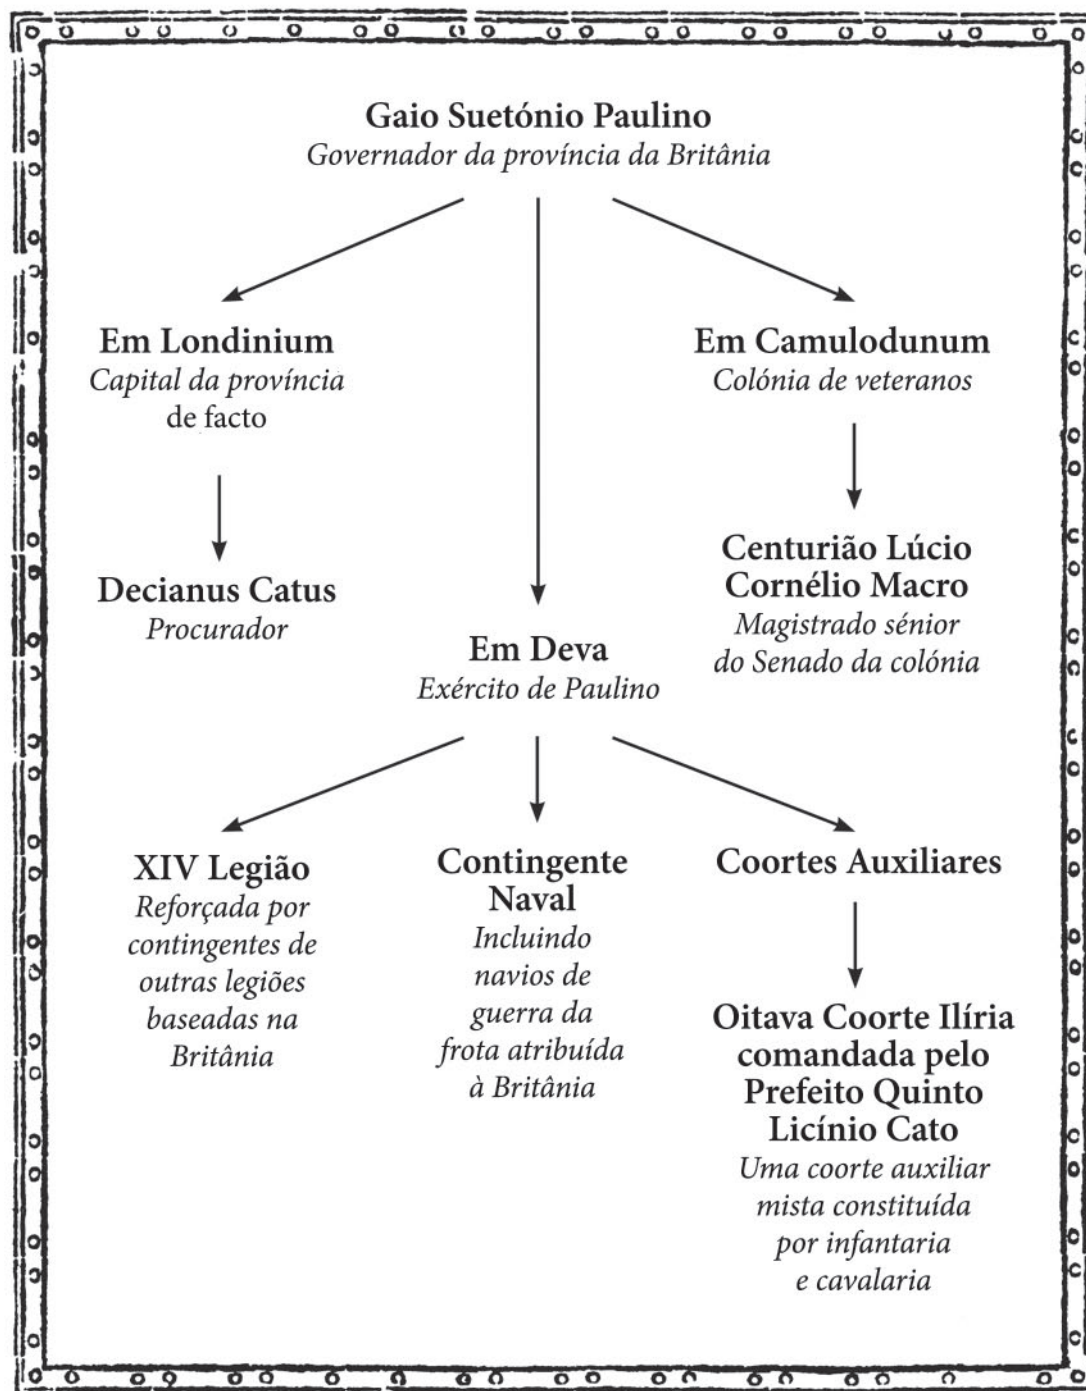 Gaio Suetónio Paulino
Governador da província da Britânia
Em Londinium
Capital da província
de facto
Decianus Catus
Procurador
Em Camulodunum
Colónia de veteranos
Centurião Lúcio
Cornélio Macro
Magistrado sénior
do Senado da colónia
Em Deva
Exército de Paulino
XIV Legião
Reforçada por
contingentes de
outras legiões
baseadas na
Britânia
Contingente
Naval
Incluindo
navios de
guerra da
frota atribuída
à Britânia
Coortes Auxiliares
Oitava Coorte Ilíria
comandada pelo
Prefeito Quinto
Licínio Cato
Uma coorte auxiliar
mista constituída
por infantaria
e cavalaria